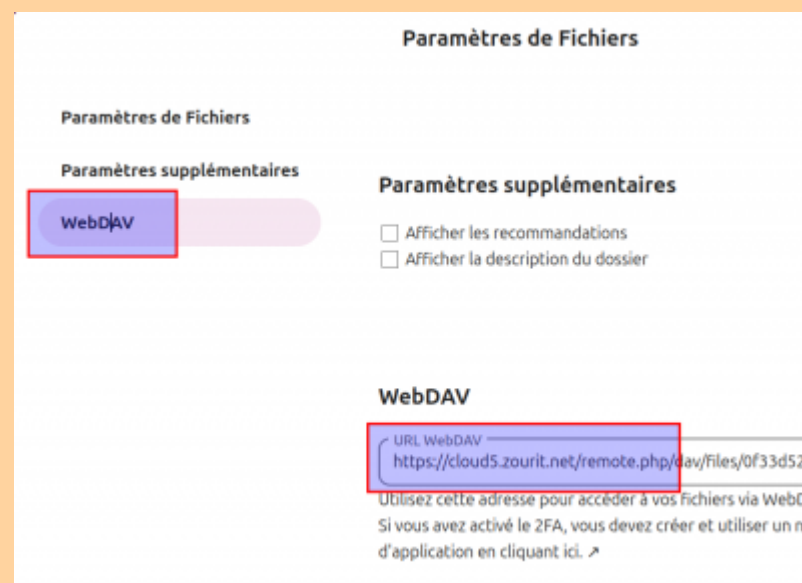 Paramètres de Fichiers
Paramètres de Fichiers
Paramètres supplémentaires
WebDAV
Paramètres supplémentaires
Afficher les recommandations
Afficher la description du dossier
WebDAV
URL WebDAV
https://cloud5.zourit.net/remote.php/dav/files/0f33d52
Utilisez cette adresse pour accéder à vos fichiers via WebD
Si vous avez activé le 2FA, vous devez créer et utiliser un n
d'application en cliquant ici. ↗